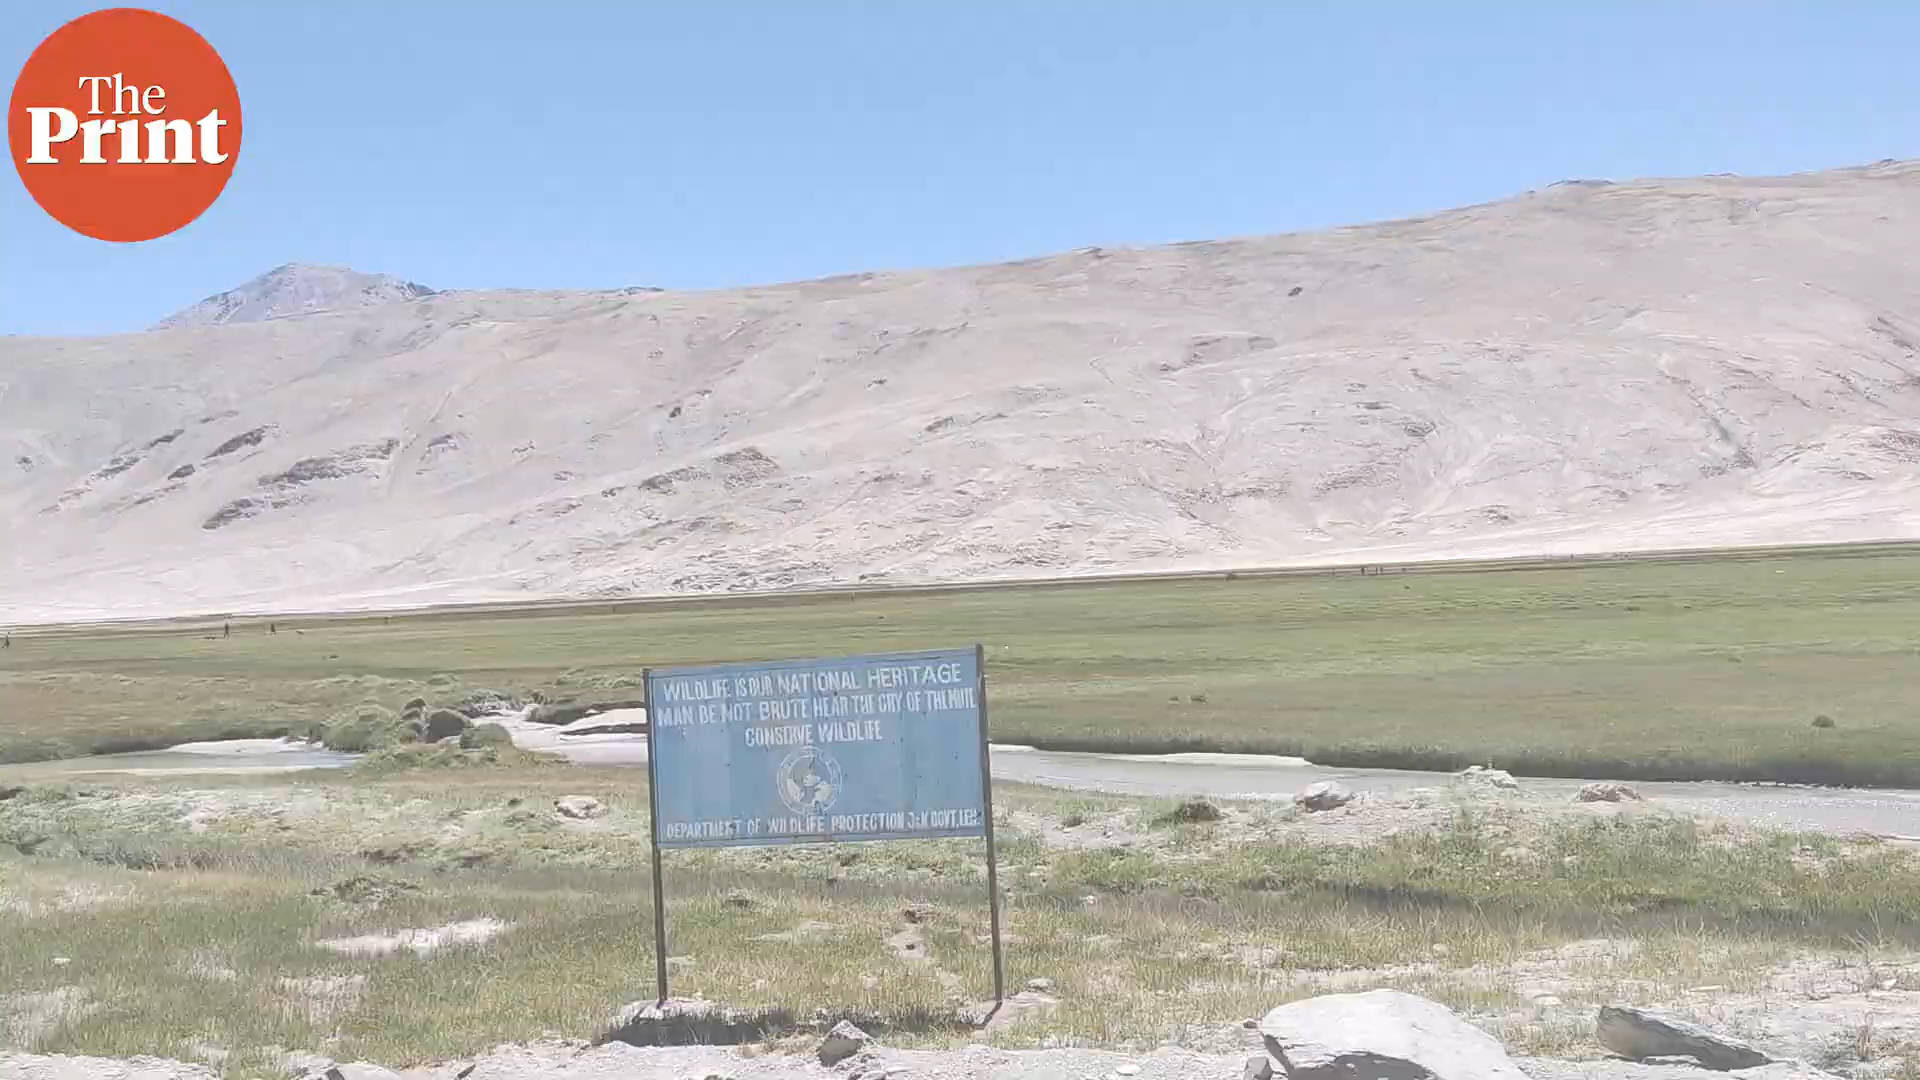 The
Print
WILDLIFE IS OUR NATIONAL HERITAGE
MAN BE NOT BRUTE HEAR THE CRY OF THE MUTE
CONSERVE WILDLIFE
DEPARTMENT OF WILDLIFE PROTECTION J&K GOVT, LEH